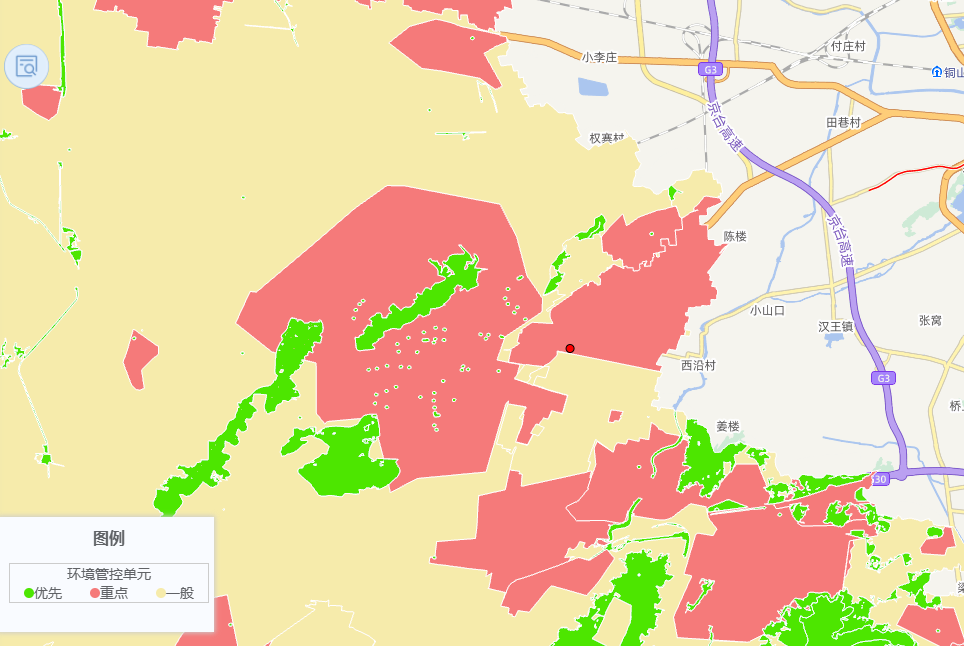 付庄村
小李庄
G3
铜山
京台高速
田巷村
权寨村
陈楼
京台高速
小山口
张窝
汉王镇
西沿村
G3
桥
姜楼
G30
图例
环境管控单元
优先
重点
一般